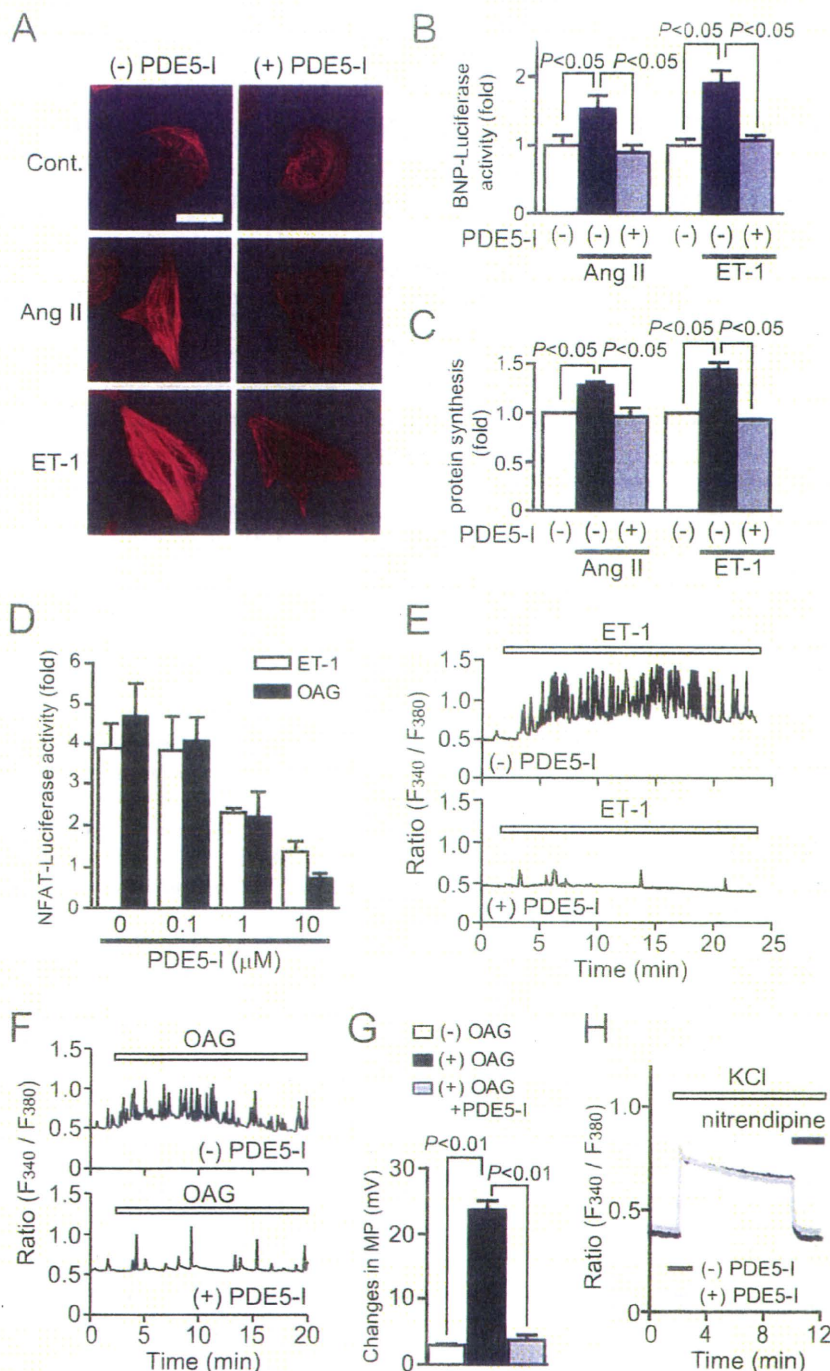 A
(-) PDE5-I
(+) PDE5-I
Cont.
Ang II
ET-1
B
P<0.05
P<0.05
P<0.05
P<0.05
BNP-Luciferase
activity (fold)
2
1
0
PDE5-I (-) (-) (+) (-) (-) (+)
Ang II
ET-1
C
P<0.05
P<0.05
P<0.05
P<0.05
protein synthesis
(fold)
1.5
1.0
0.5
0
PDE5-I (-) (-) (+) (-) (-) (+)
Ang II
ET-1
D
NFAT-Luciferase activity (fold)
6
5
4
3
2
1
0
ET-1
OAG
0 0.1 1 10
PDE5-I (μM)
E
ET-1
1.5
1.0
0.5
0
(-) PDE5-I
Ratio (F340 / F380)
ET-1
1.5
1.0
0.5
0
(+) PDE5-I
0 5 10 15 20 25
Time (min)
F
OAG
1.5
1.0
0.5
0
(-) PDE5-I
Ratio (F340 / F380)
OAG
1.5
1.0
0.5
0
(+) PDE5-I
0 5 10 15 20
Time (min)
G
(-) OAG
(+) OAG
(+) OAG
+PDE5-I
P<0.01
P<0.01
Changes in MP (mV)
30
20
10
0
H
KCl
nitrendipine
Ratio (F340 / F380)
1.0
0.5
0
(-) PDE5-I
(+) PDE5-I
0 4 8 12
Time (min)